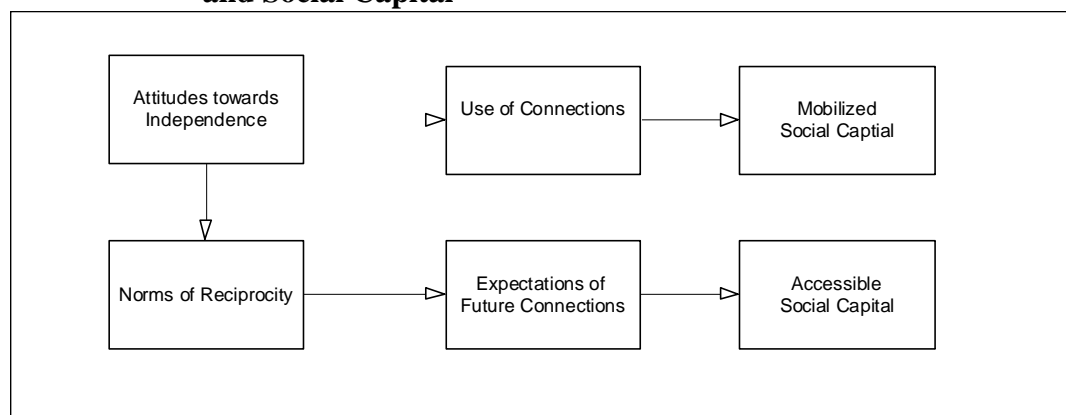 and Social Capital
Attitudes towards
Independence
Use of Connections
Mobilized
Social Captial
Norms of Reciprocity
Expectations of
Future Connections
Accessible
Social Capital